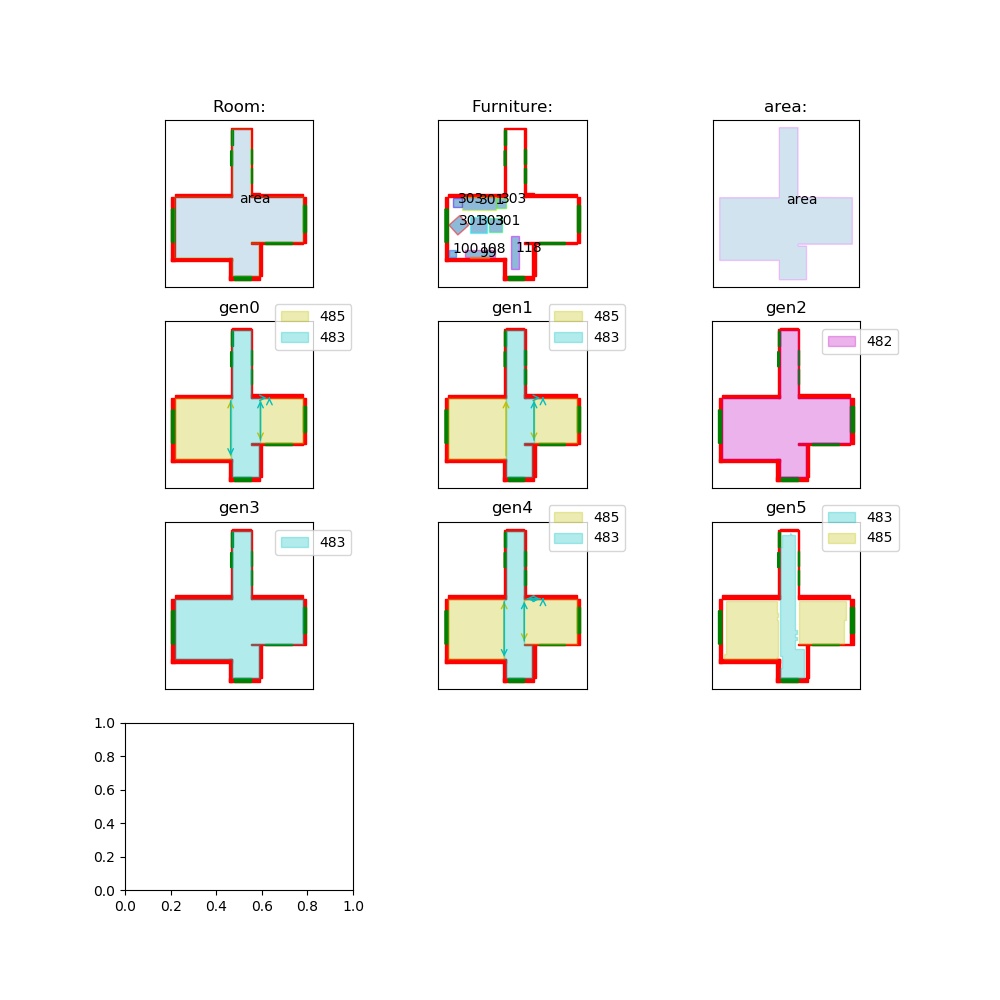 Room: Furniture: area:
area
303 301 303
area
301 303 301
100 108 118
99
gen0 gen1 gen2
485 485
483 483 482
gen3 gen4 gen5
485 483
483 483 485
1.0
0.8
0.6
0.4
0.2
0.0
0.0 0.2 0.4 0.6 0.8 1.0